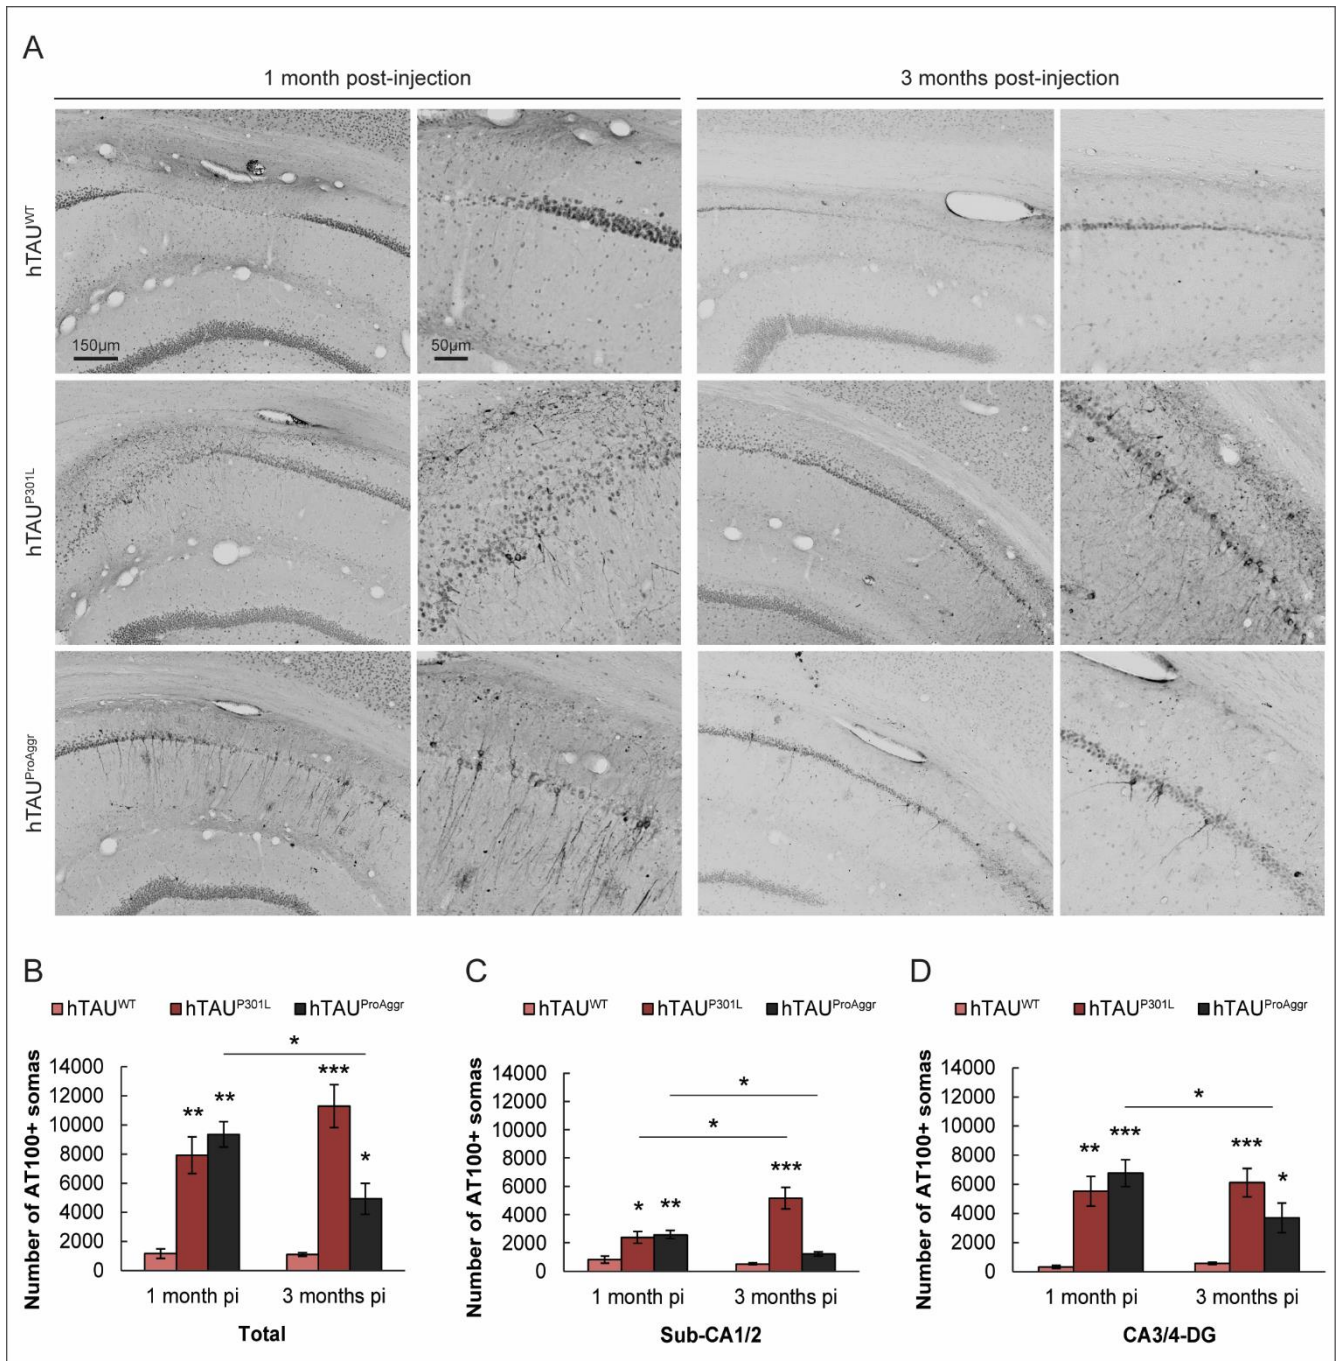 A
1 month post-injection
3 months post-injection
hTAUWT
150µm
50µm
hTAUP301L
hTAUProAggr
B
hTAUWT hTAUP301L hTAUProAggr
*
14000
12000
10000
8000
6000
4000
2000
0
Number of AT100+ somas
** ** *** *
1 month pi 3 months pi
Total
C
hTAUWT hTAUP301L hTAUProAggr
14000
12000
10000
8000
6000
4000
2000
0
Number of AT100+ somas
*
*
* ** ***
1 month pi 3 months pi
Sub-CA1/2
D
hTAUWT hTAUP301L hTAUProAggr
14000
12000
10000
8000
6000
4000
2000
0
Number of AT100+ somas
*
** *** *** *
1 month pi 3 months pi
CA3/4-DG